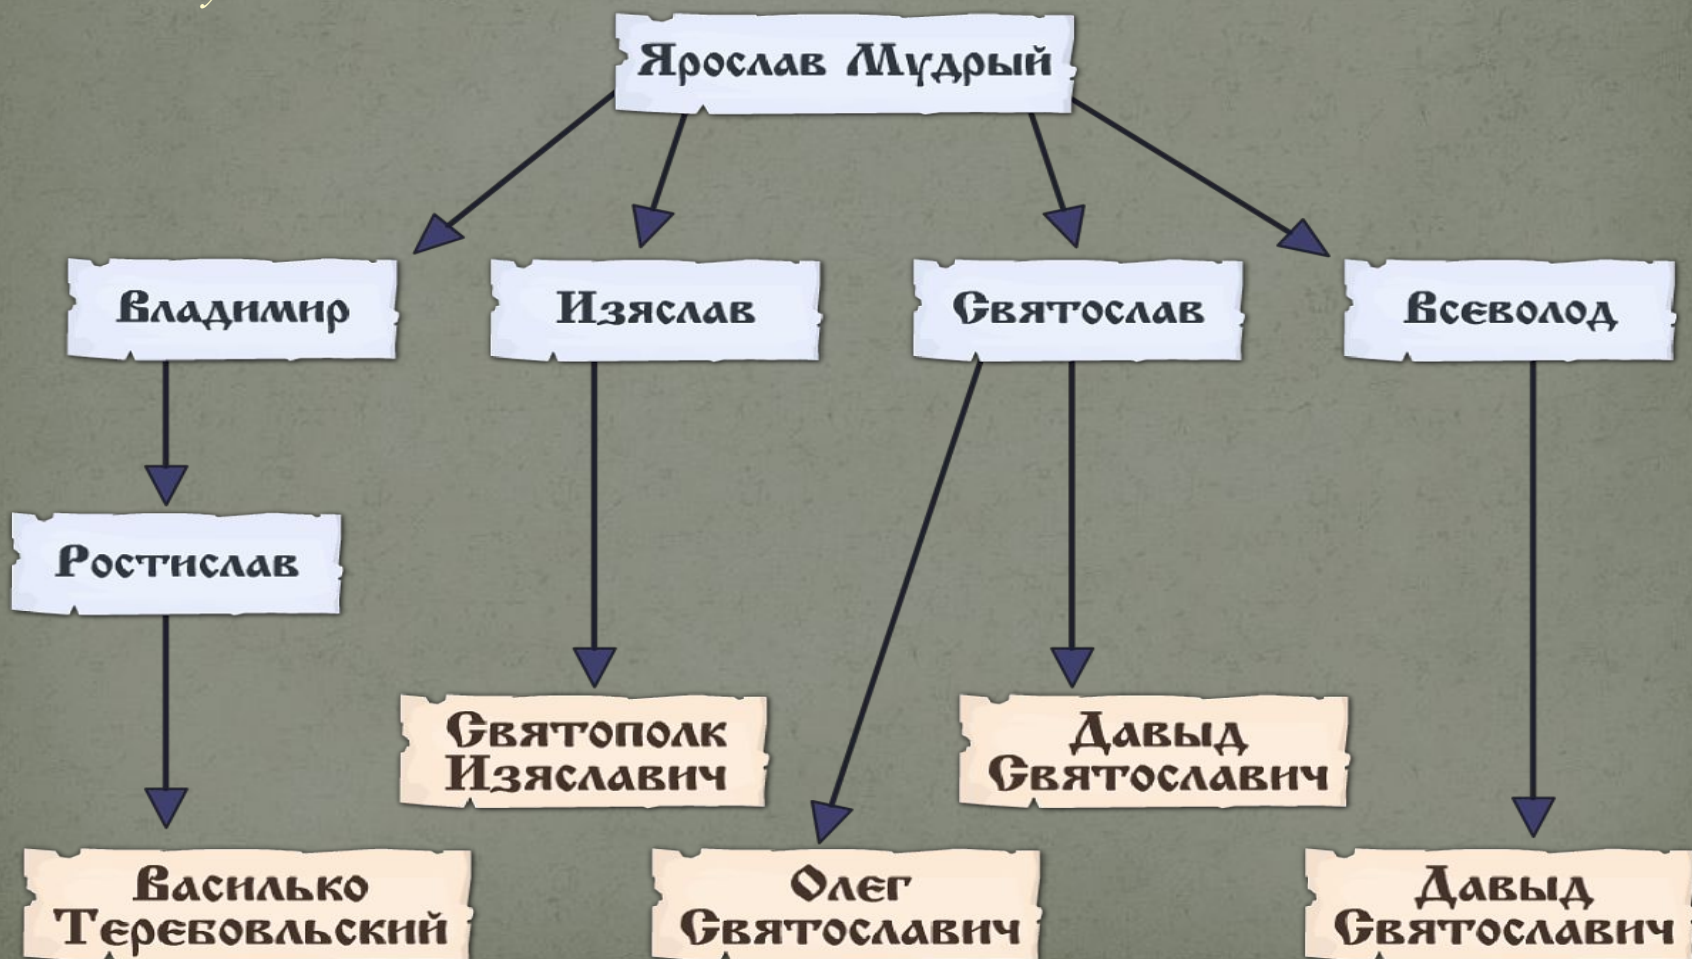 Ярослав Мудрый
Владимир
Изяслав
Святослав
Всеволод
Ростислав
Святополк
Изяславич
Давыд
Святославич
Василько
Теребовльский
Олег
Святославич
Давыд
Святославич